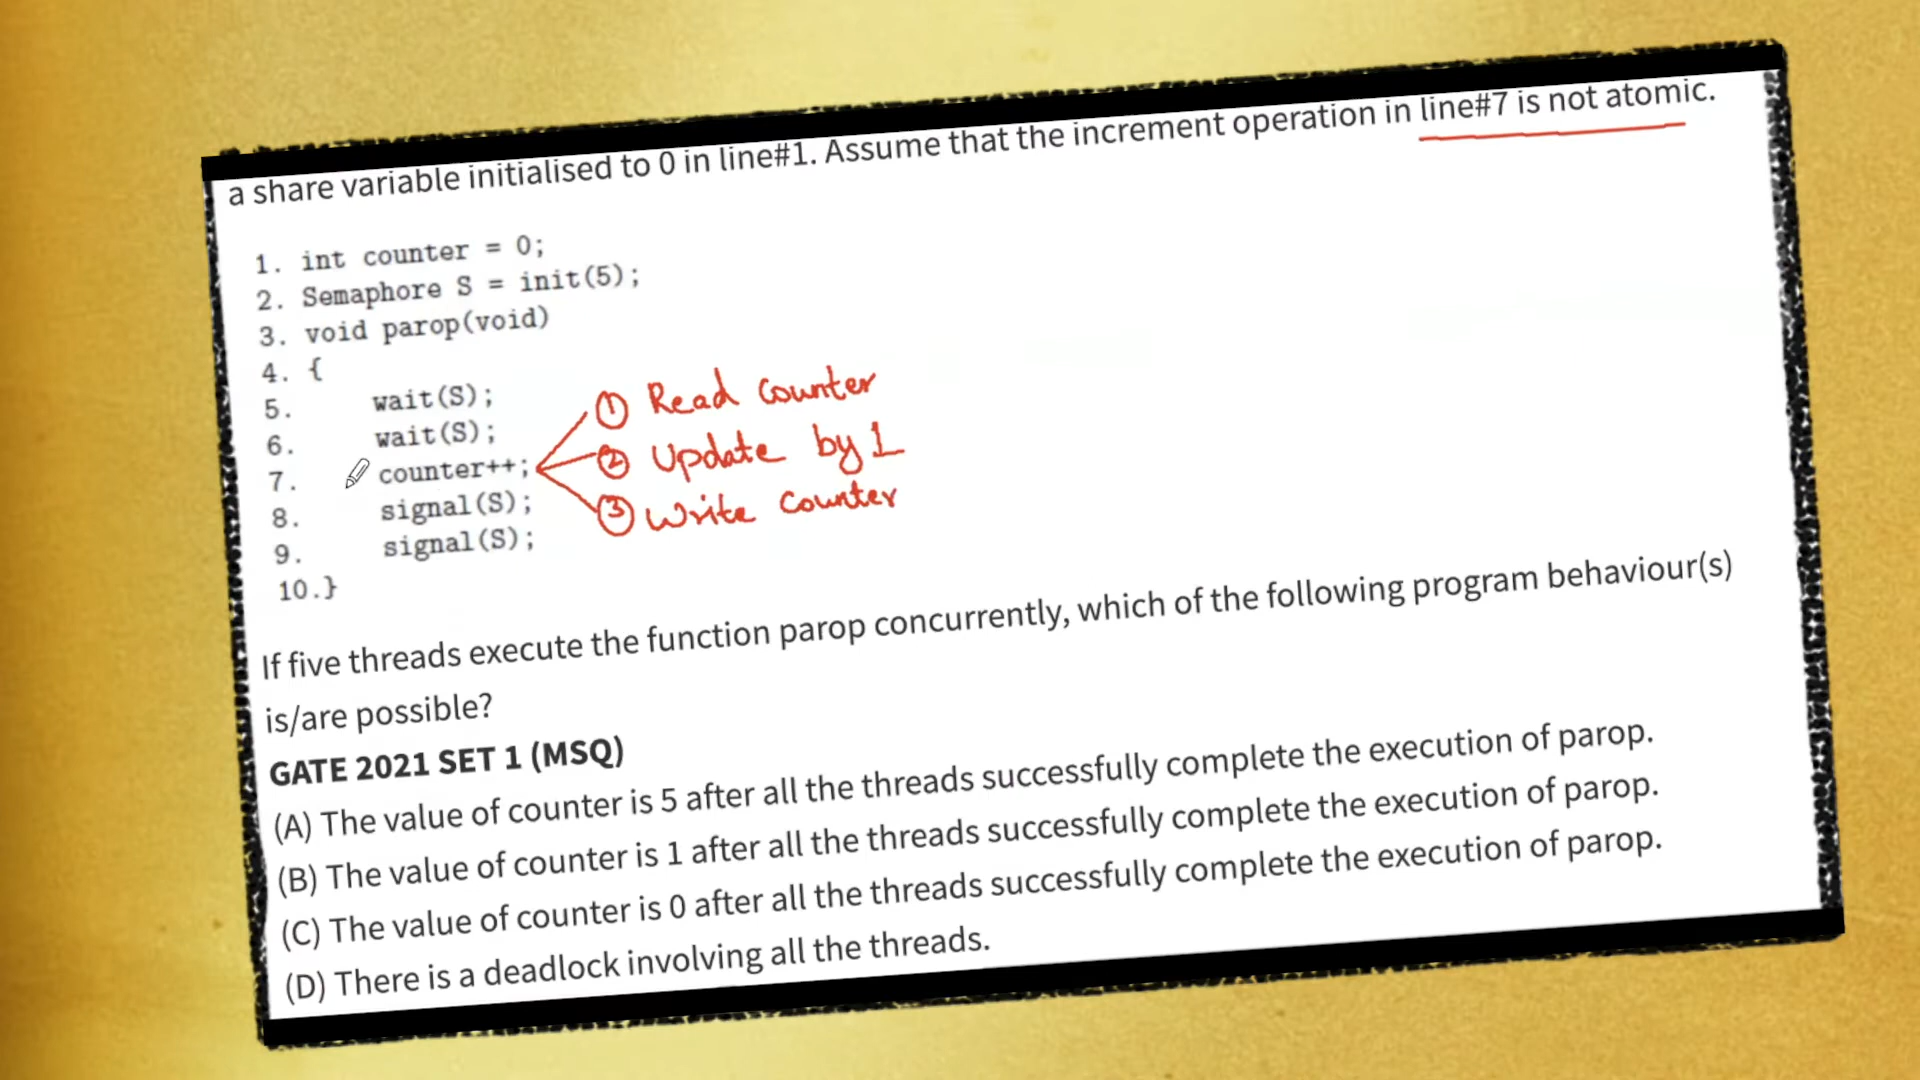 a share variable initialised to 0 in line#1. Assume that the increment operation in line#7 is not atomic.
1. int counter = 0;
2. Semaphore S = init(5);
3. void parop(void)
4. {
5. wait(S);
6. wait(S);
7. counter++;
8. signal(S);
9. signal(S);
10.}
① Read Counter
② Update by 1
③ Write Counter
If five threads execute the function parop concurrently, which of the following program behaviour(s)
is/are possible?
GATE 2021 SET 1 (MSQ)
(A) The value of counter is 5 after all the threads successfully complete the execution of parop.
(B) The value of counter is 1 after all the threads successfully complete the execution of parop.
(C) The value of counter is 0 after all the threads successfully complete the execution of parop.
(D) There is a deadlock involving all the threads.